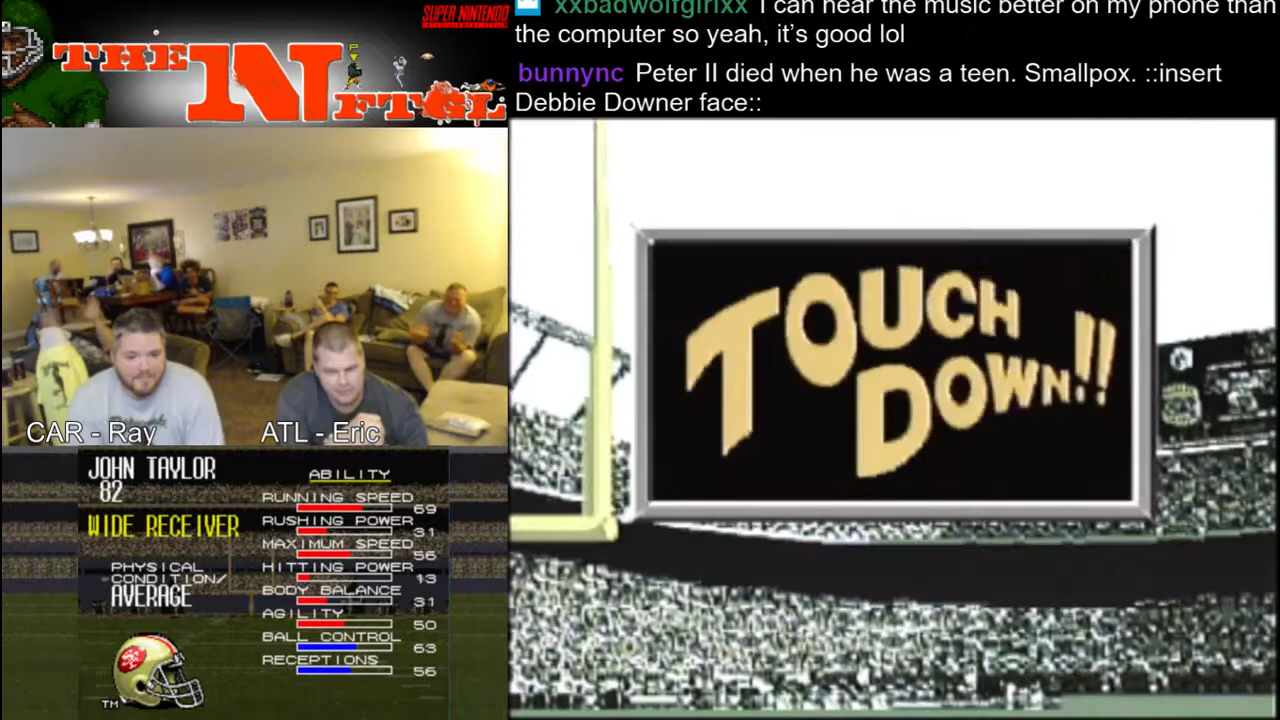 SUPER NINTENDO
THE NFTSL
xxbadwolfgirlxx I can hear the music better on my phone than
the computer so yeah, it's good lol
bunnync Peter II died when he was a teen. Smallpox. ::insert
Debbie Downer face::
TOUCH
DOWN!!
CAR - Ray
ATL - Eric
JOHN TAYLOR
82
WIDE RECEIVER
PHYSICAL
CONDITION/
AVERAGE
TM
ABILITY
RUNNING SPEED
69
RUSHING POWER
31
MAXIMUM SPEED
56
HITTING POWER
13
BODY BALANCE
31
AGILITY
50
BALL CONTROL
63
RECEPTIONS
56